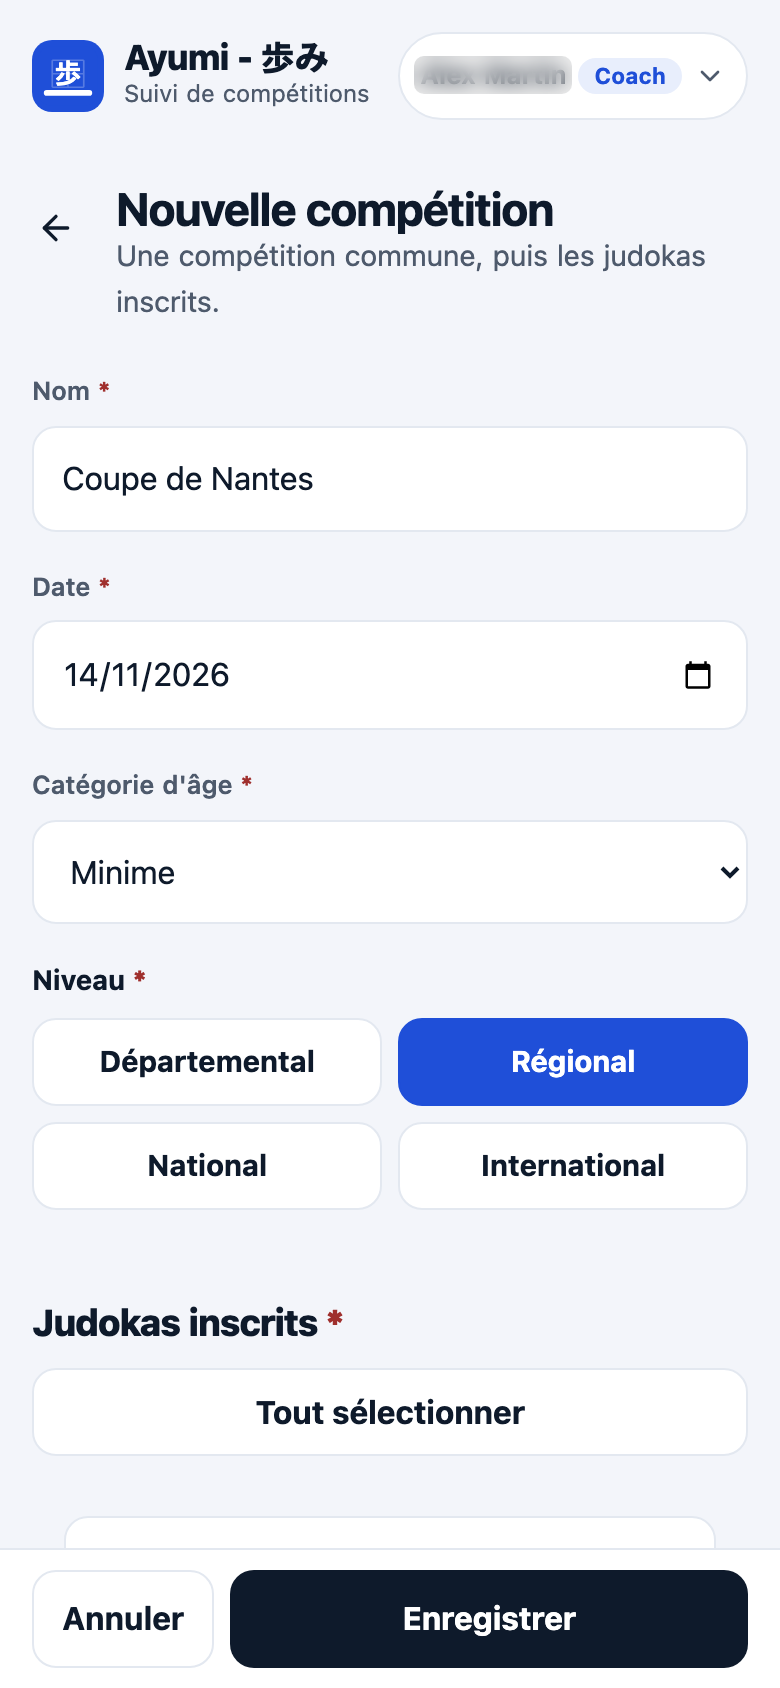 歩
Ayumi - 歩み
Suivi de compétitions
Coach
Nouvelle compétition
Une compétition commune, puis les judokas
inscrits.
Nom *
Coupe de Nantes
Date *
14/11/2026
Catégorie d'âge *
Minime
Niveau *
Départemental
Régional
National
International
Judokas inscrits *
Tout sélectionner
Annuler
Enregistrer